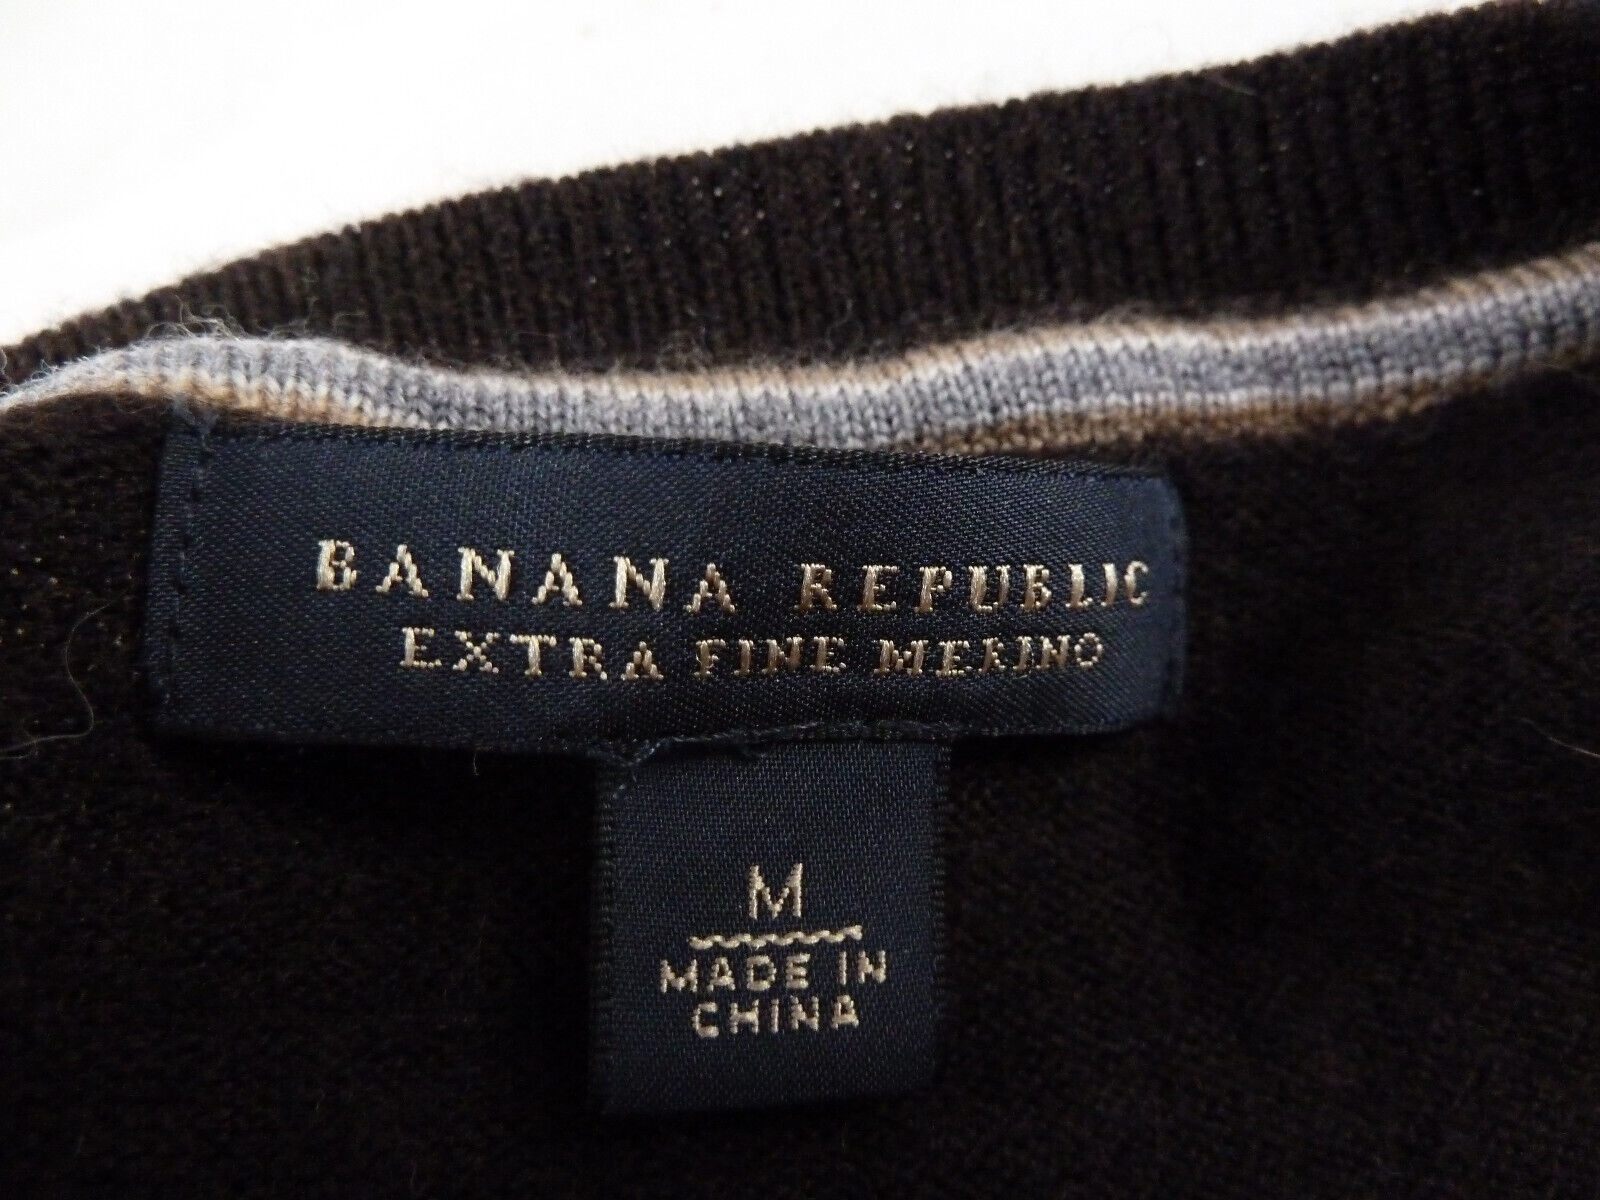 BANANA REPUBLIC
EXTRA FINE MERINO
M
MADE IN
CHINA